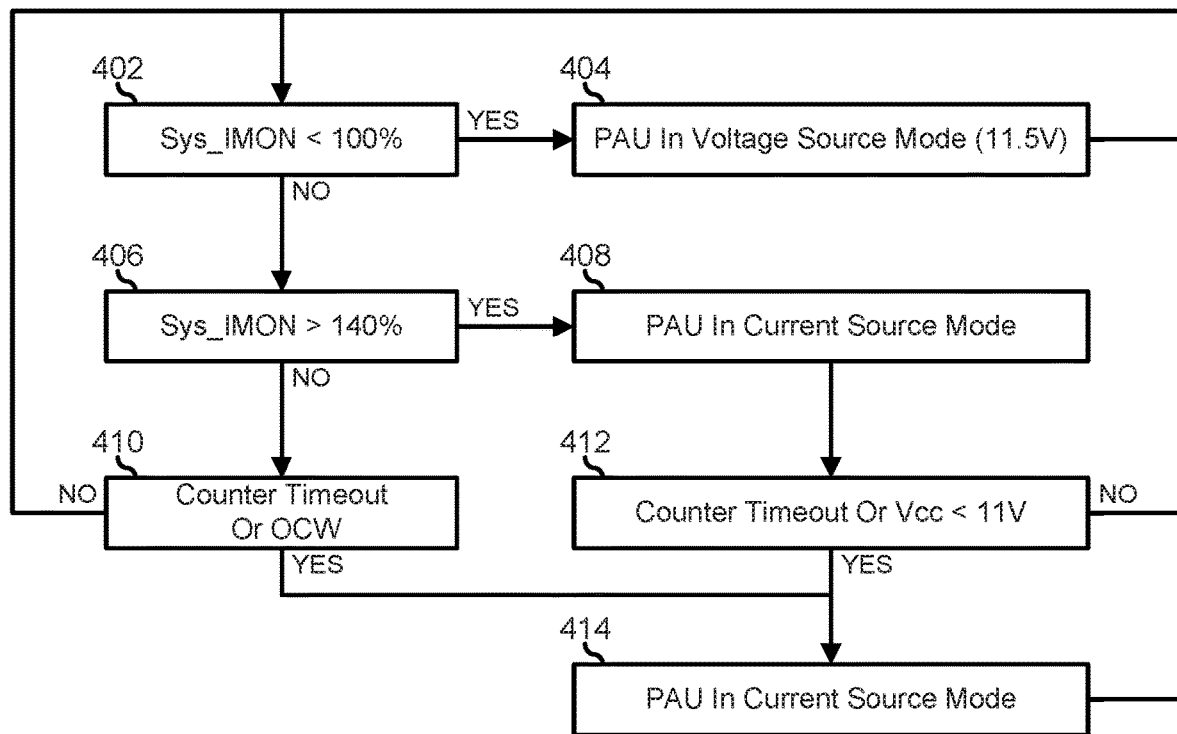 402
Sys_IMON < 100%
YES
NO
404
PAU In Voltage Source Mode (11.5V)
406
Sys_IMON > 140%
YES
NO
408
PAU In Current Source Mode
410
NO
Counter Timeout
Or OCW
YES
412
Counter Timeout Or Vcc < 11V
NO
YES
414
PAU In Current Source Mode